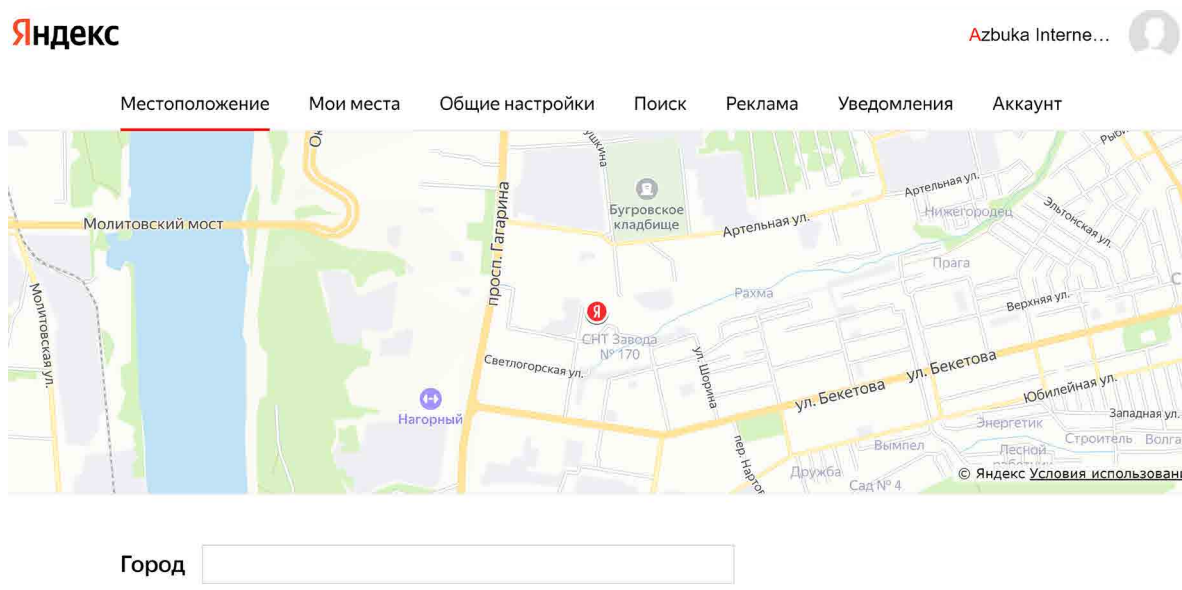 Яндекс
Azbuka Interne...
Местоположение Мои места Общие настройки Поиск Реклама Уведомления Аккаунт
Рыбн
Артельная ул.
Бугровское
кладбище
Нижегородец
Эльтонская ул.
Молитовский мост
Артельная ул.
просп. Гагарина
Прага
Рахма
Верхняя ул.
Я
Молитовская ул.
СНТ Завода
№ 170
Светлогорская ул.
ул. Шорина
ул. Бекетова
ул. Бекетова
Юбилейная ул.
Нагорный
Западная ул.
Энергетик
Строитель
Волга
Вымпел
Лесной
пер. Нартов
Дружба
Сад № 4
© Яндекс Условия использовани
Город